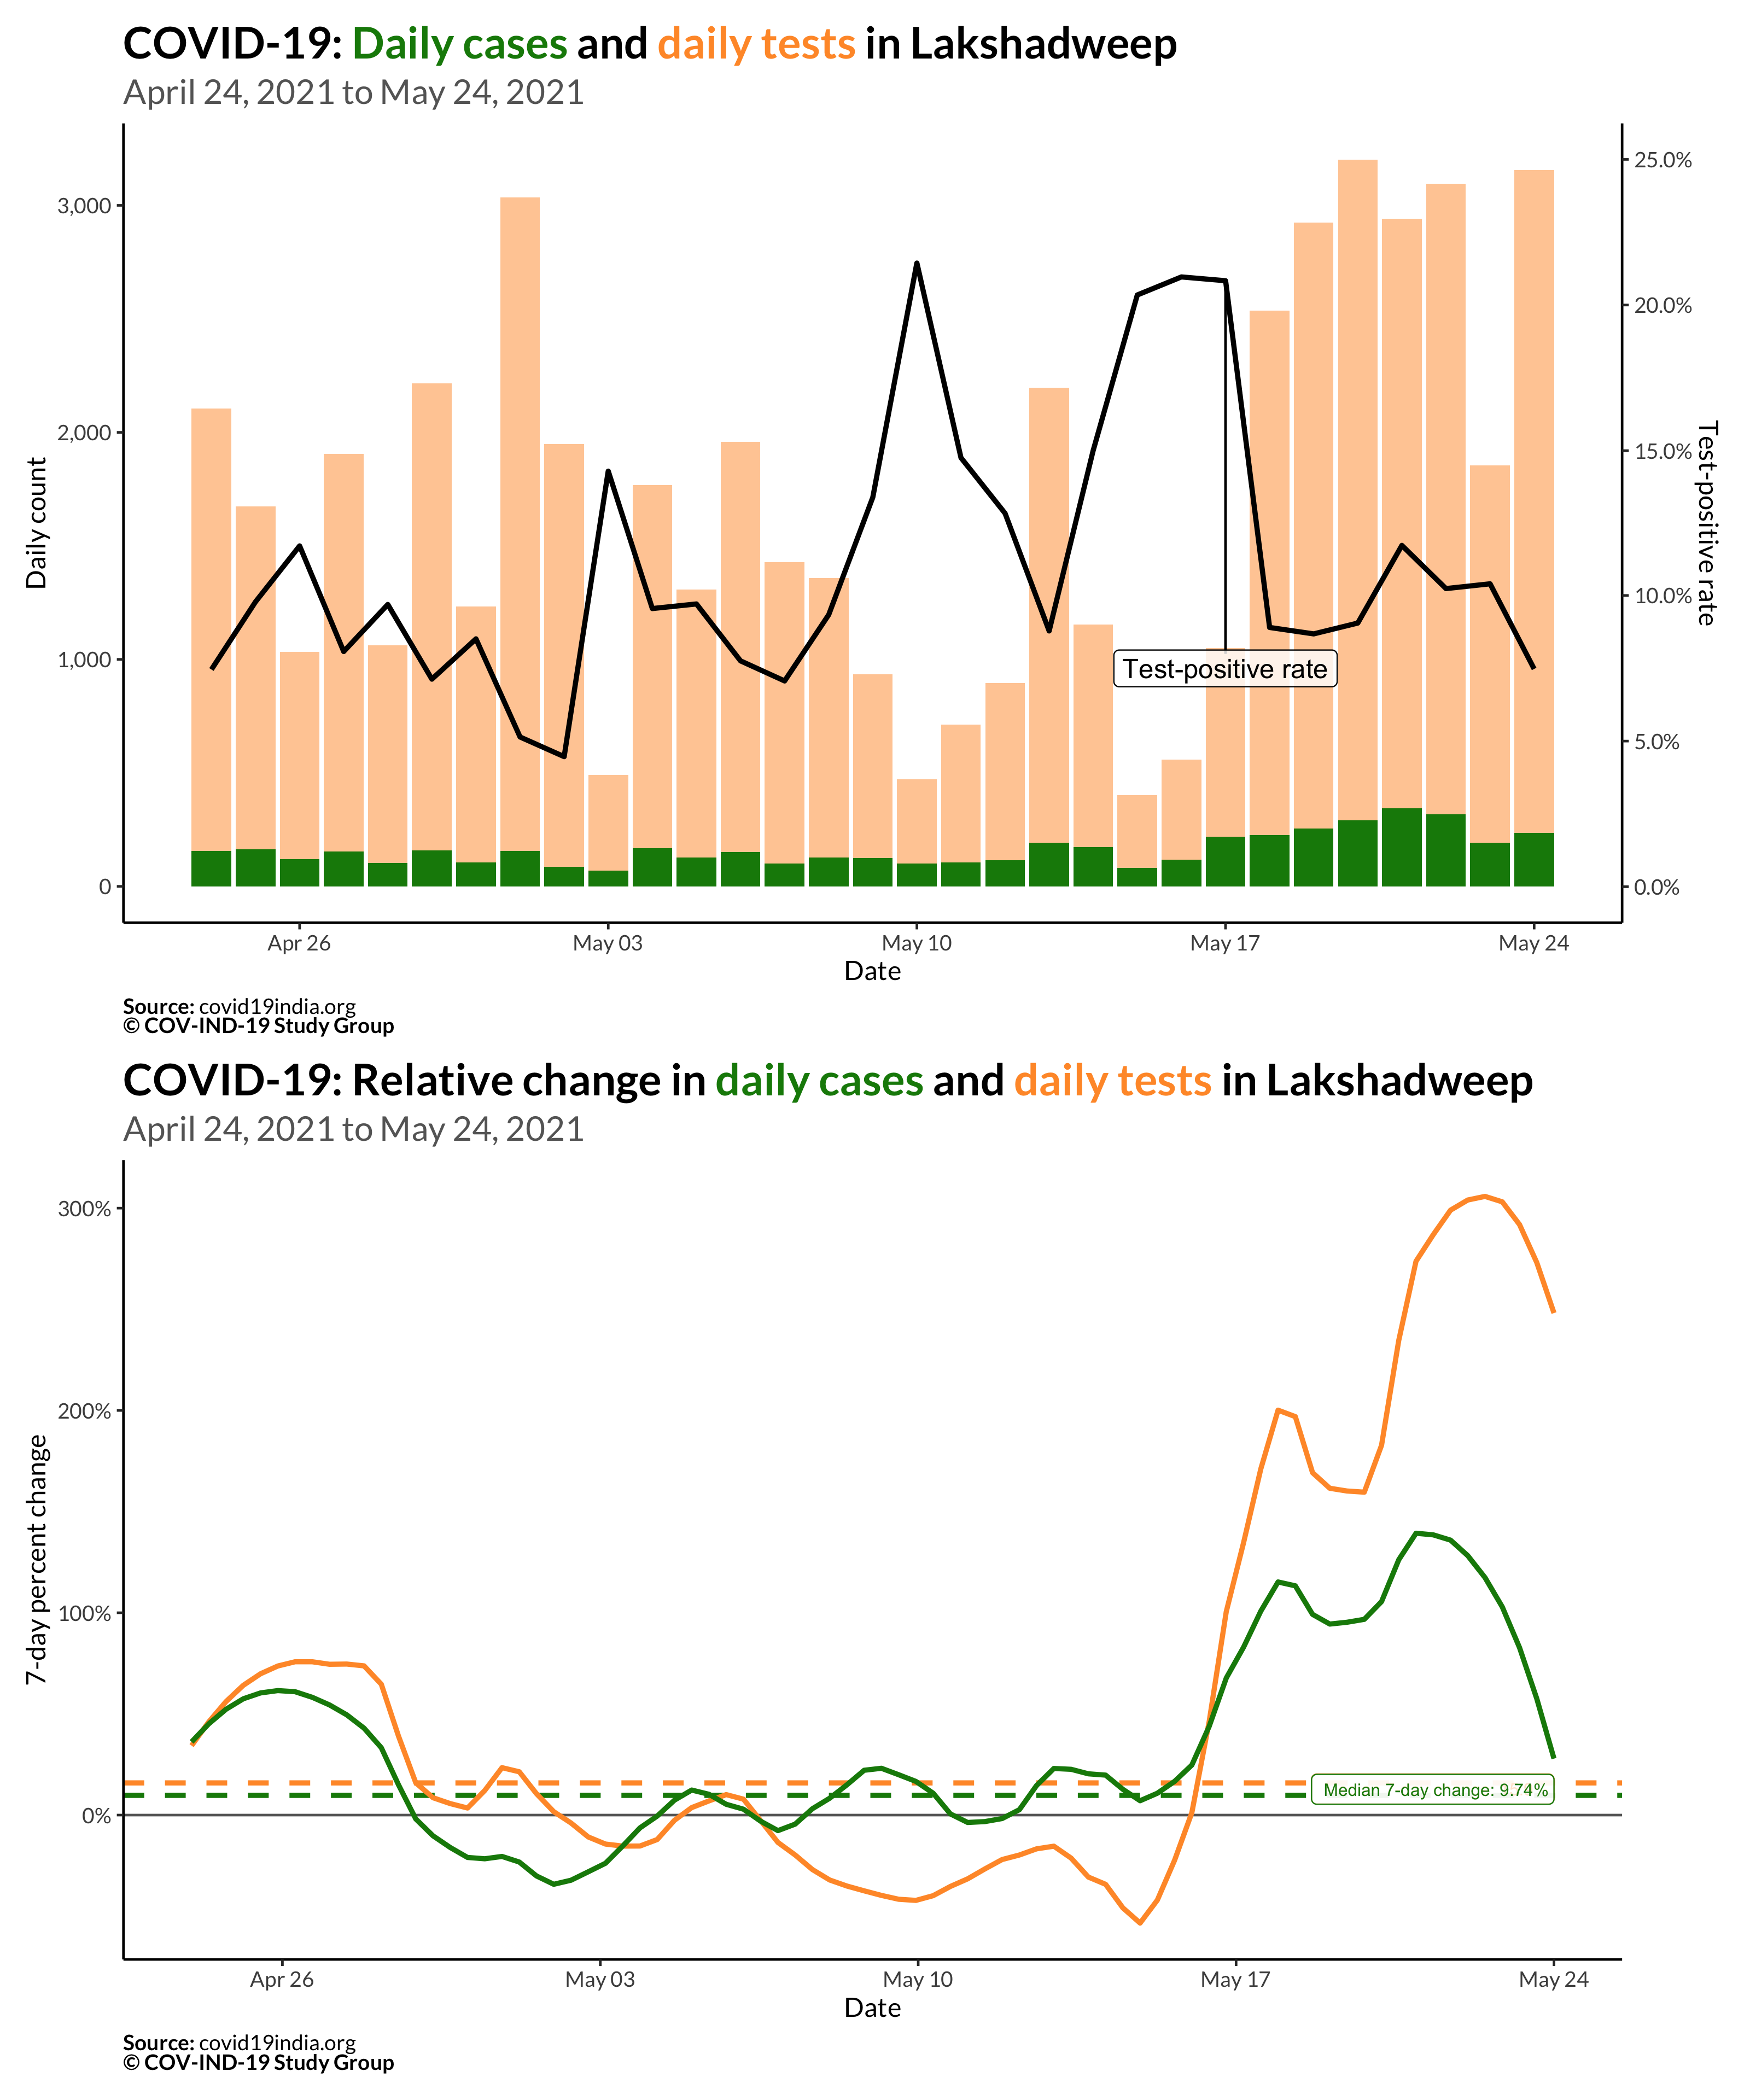 COVID-19: Daily cases and daily tests in Lakshadweep
April 24, 2021 to May 24, 2021
Daily count
3,000
2,000
1,000
0
25.0%
20.0%
15.0%
10.0%
5.0%
0.0%
Test-positive rate
Test-positive rate
Apr 26
May 03
May 10
May 17
May 24
Date
Source: covid19india.org
© COV-IND-19 Study Group
COVID-19: Relative change in daily cases and daily tests in Lakshadweep
April 24, 2021 to May 24, 2021
7-day percent change
300%
200%
100%
0%
Median 7-day change: 9.74%
Apr 26
May 03
May 10
May 17
May 24
Date
Source: covid19india.org
© COV-IND-19 Study Group